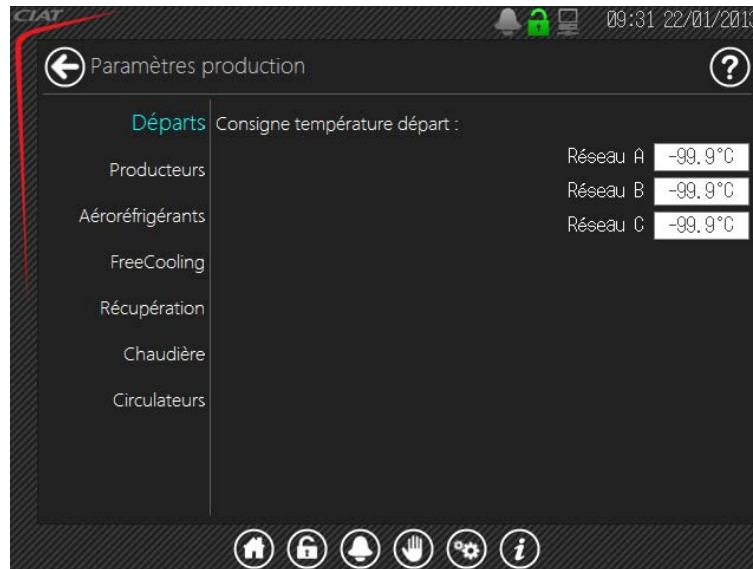 CIAT
09:31 22/01/2013
Paramètres production
?
Départs
Consigne température départ :
Réseau A -99.9°C
Réseau B -99.9°C
Réseau C -99.9°C
Producteurs
Aéroréfrigérants
FreeCooling
Récupération
Chaudière
Circulateurs
i